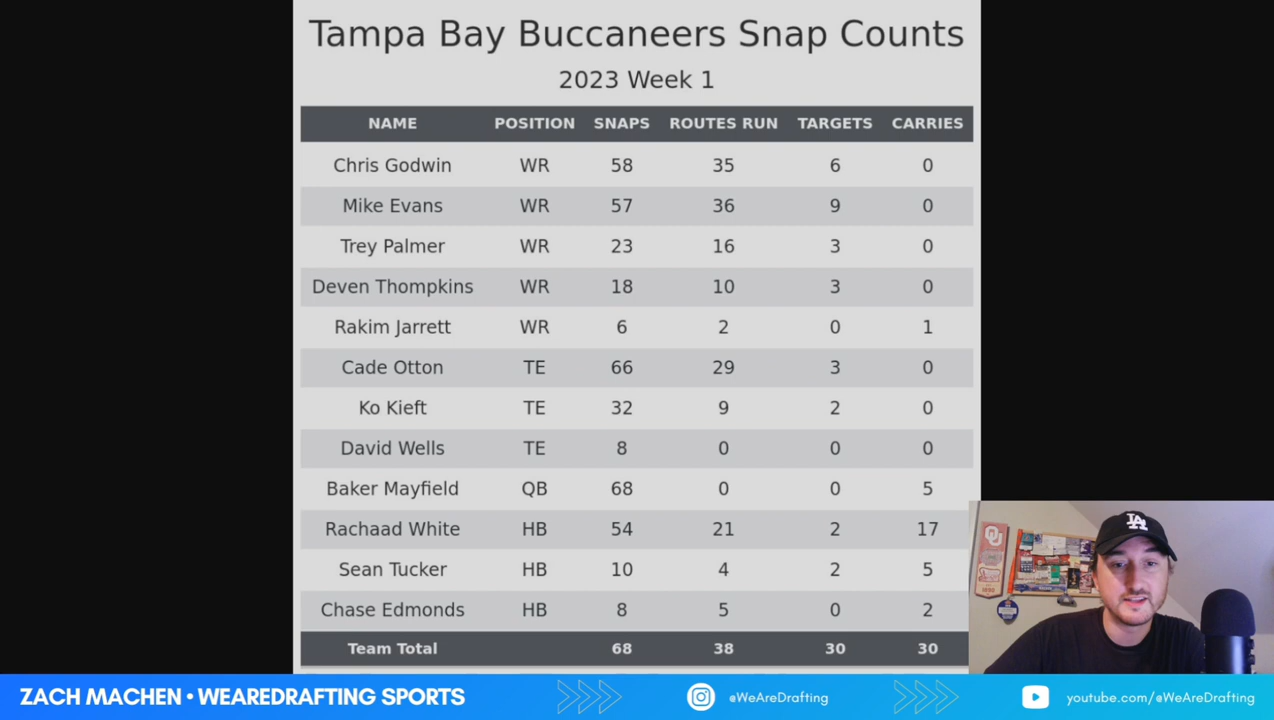 Tampa Bay Buccaneers Snap Counts
2023 Week 1
NAME POSITION SNAPS ROUTES RUN TARGETS CARRIES
Chris Godwin WR 58 35 6 0
Mike Evans WR 57 36 9 0
Trey Palmer WR 23 16 3 0
Deven Thompkins WR 18 10 3 0
Rakim Jarrett WR 6 2 0 1
Cade Otton TE 66 29 3 0
Ko Kieft TE 32 9 2 0
David Wells TE 8 0 0 0
Baker Mayfield QB 68 0 0 5
Rachaad White HB 54 21 2 17
Sean Tucker HB 10 4 2 5
Chase Edmonds HB 8 5 0 2
Team Total 68 38 30 30
LA
ZACH MACHEN • WEAREDRAFTING SPORTS @WeAreDrafting youtube.com/@WeAreDrafting